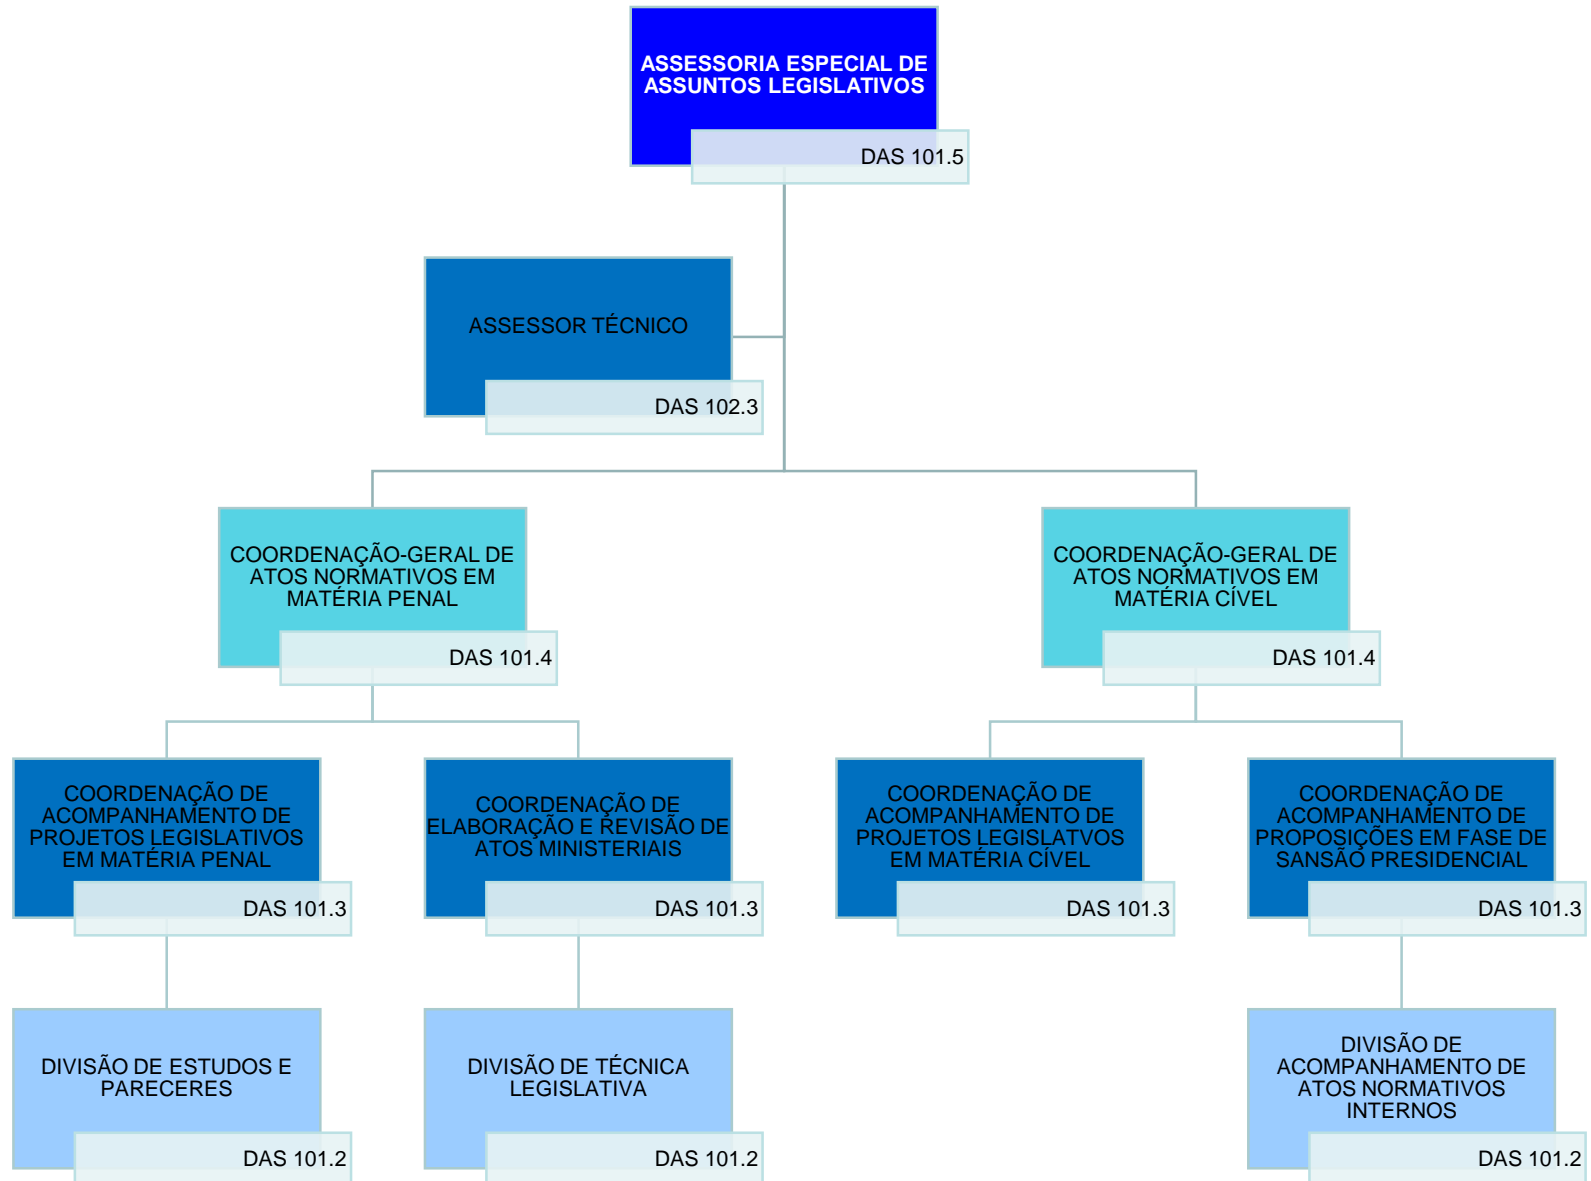 ASSESSORIA ESPECIAL DE
ASSUNTOS LEGISLATIVOS
DAS 101.5
ASSESSOR TÉCNICO
DAS 102.3
COORDENAÇÃO-GERAL DE
ATOS NORMATIVOS EM
MATÉRIA PENAL
DAS 101.4
COORDENAÇÃO-GERAL DE
ATOS NORMATIVOS EM
MATÉRIA CÍVEL
DAS 101.4
COORDENAÇÃO DE
ACOMPANHAMENTO DE
PROJETOS LEGISLATIVOS
EM MATÉRIA PENAL
DAS 101.3
COORDENAÇÃO DE
ELABORAÇÃO E REVISÃO DE
ATOS MINISTERIAIS
DAS 101.3
COORDENAÇÃO DE
ACOMPANHAMENTO DE
PROJETOS LEGISLATVOS
EM MATÉRIA CÍVEL
DAS 101.3
COORDENAÇÃO DE
ACOMPANHAMENTO DE
PROPOSIÇÕES EM FASE DE
SANSÃO PRESIDENCIAL
DAS 101.3
DIVISÃO DE ESTUDOS E
PARECERES
DAS 101.2
DIVISÃO DE TÉCNICA
LEGISLATIVA
DAS 101.2
DIVISÃO DE
ACOMPANHAMENTO DE
ATOS NORMATIVOS
INTERNOS
DAS 101.2